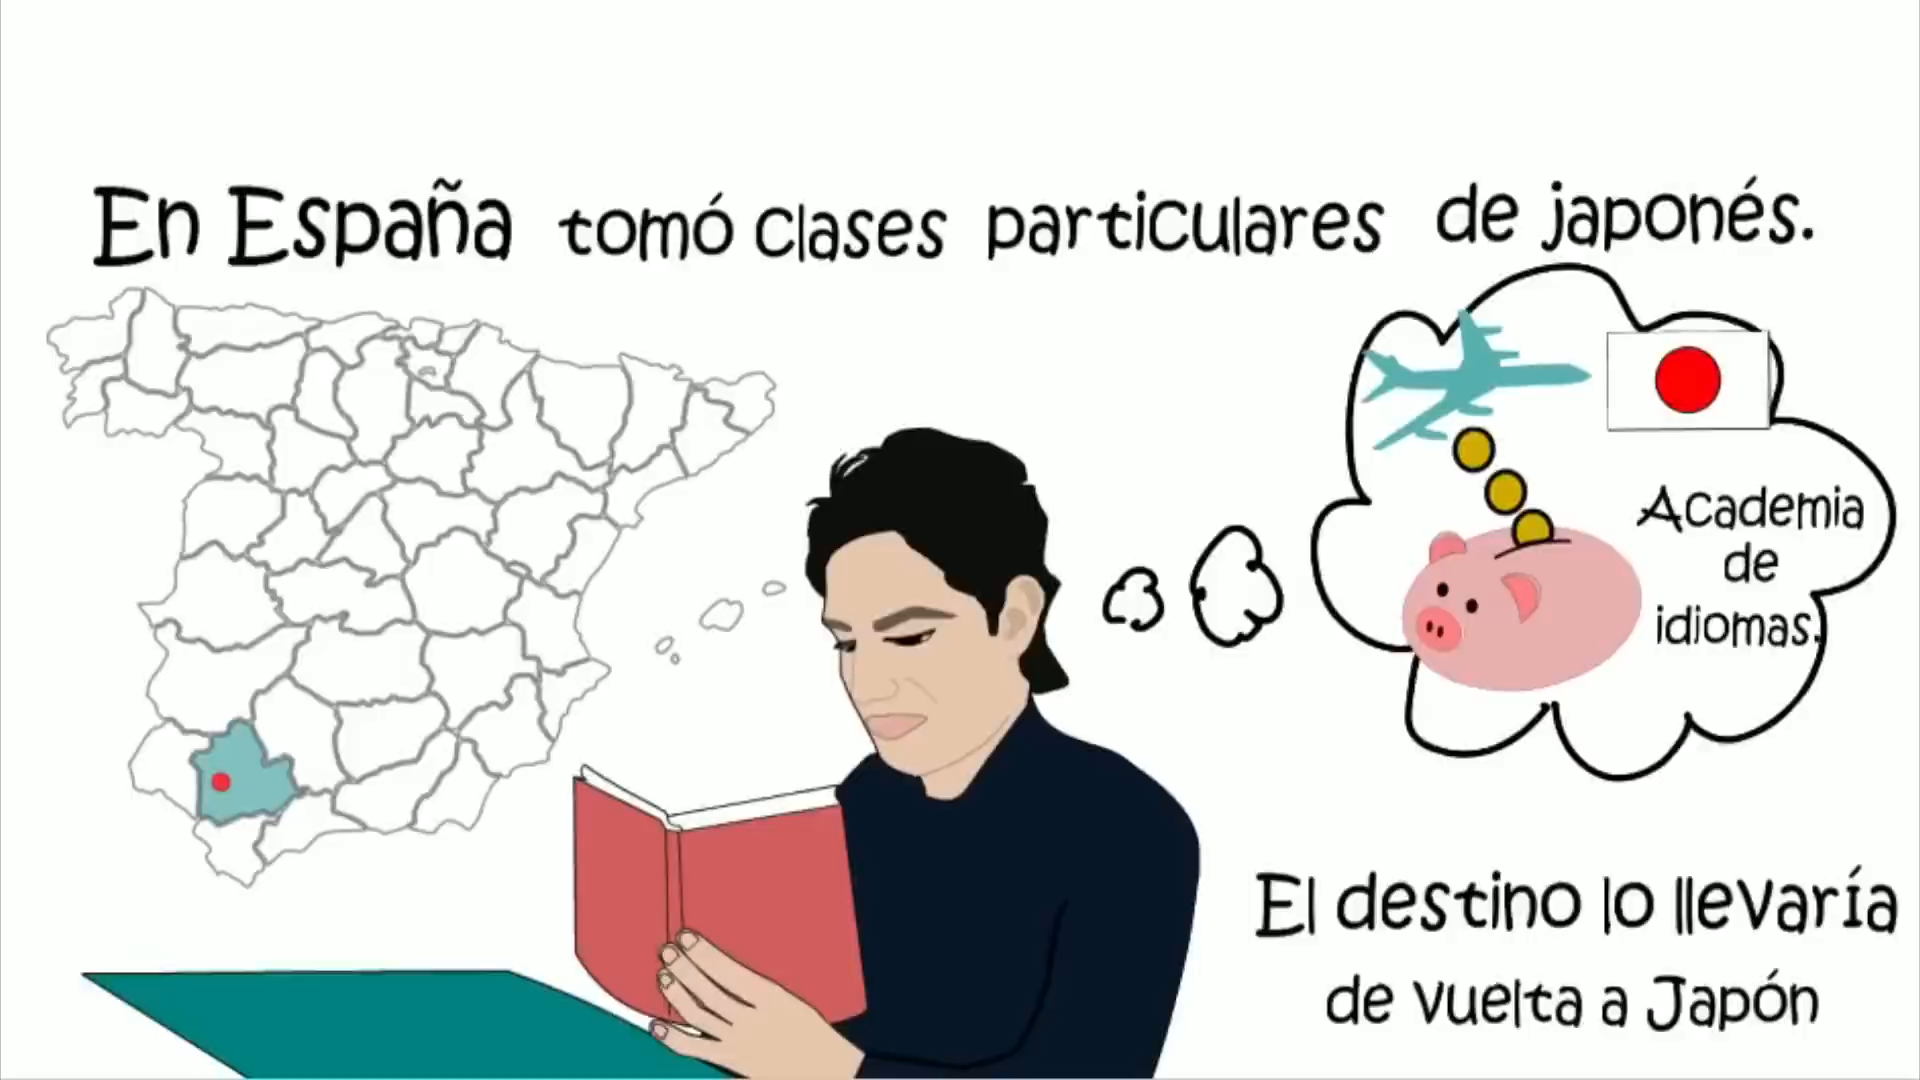 En España tomó clases particulares de japonés.
Academia
de
idiomas.
El destino lo llevaría
de vuelta a Japón